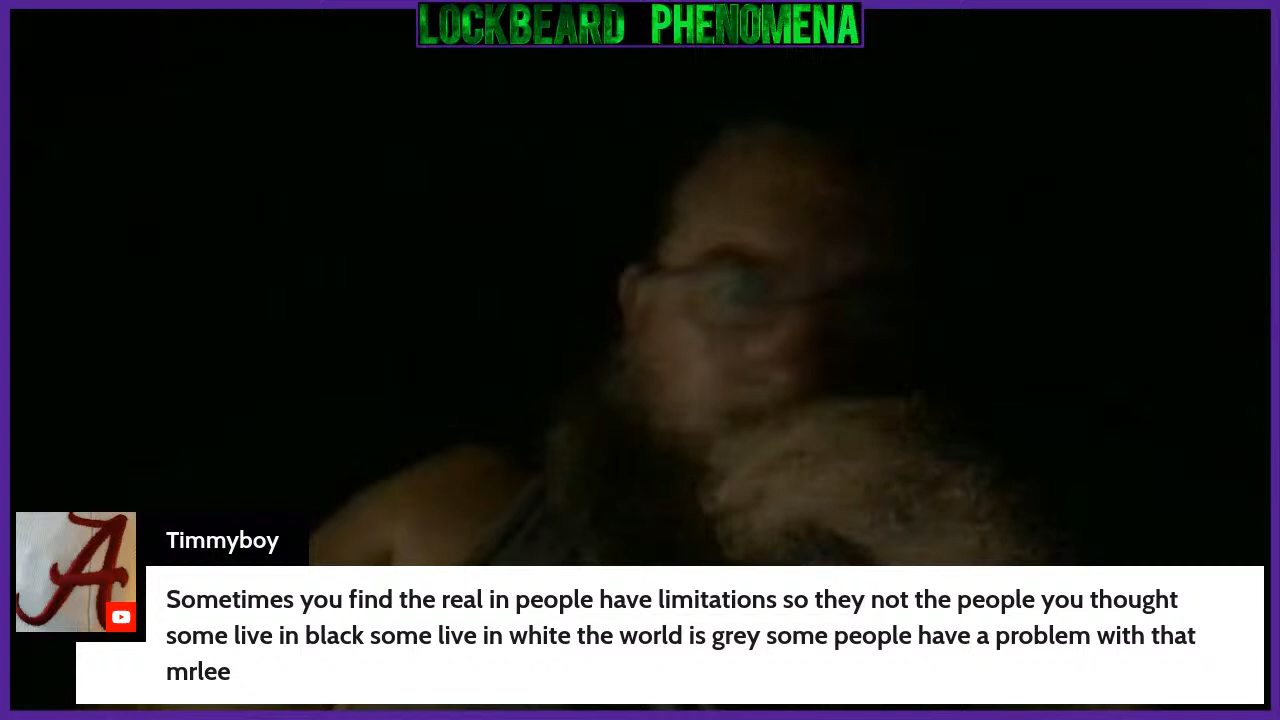 LOCKBEARD PHENOMENA
A
Timmyboy
Sometimes you find the real in people have limitations so they not the people you thought
some live in black some live in white the world is grey some people have a problem with that
mrlee